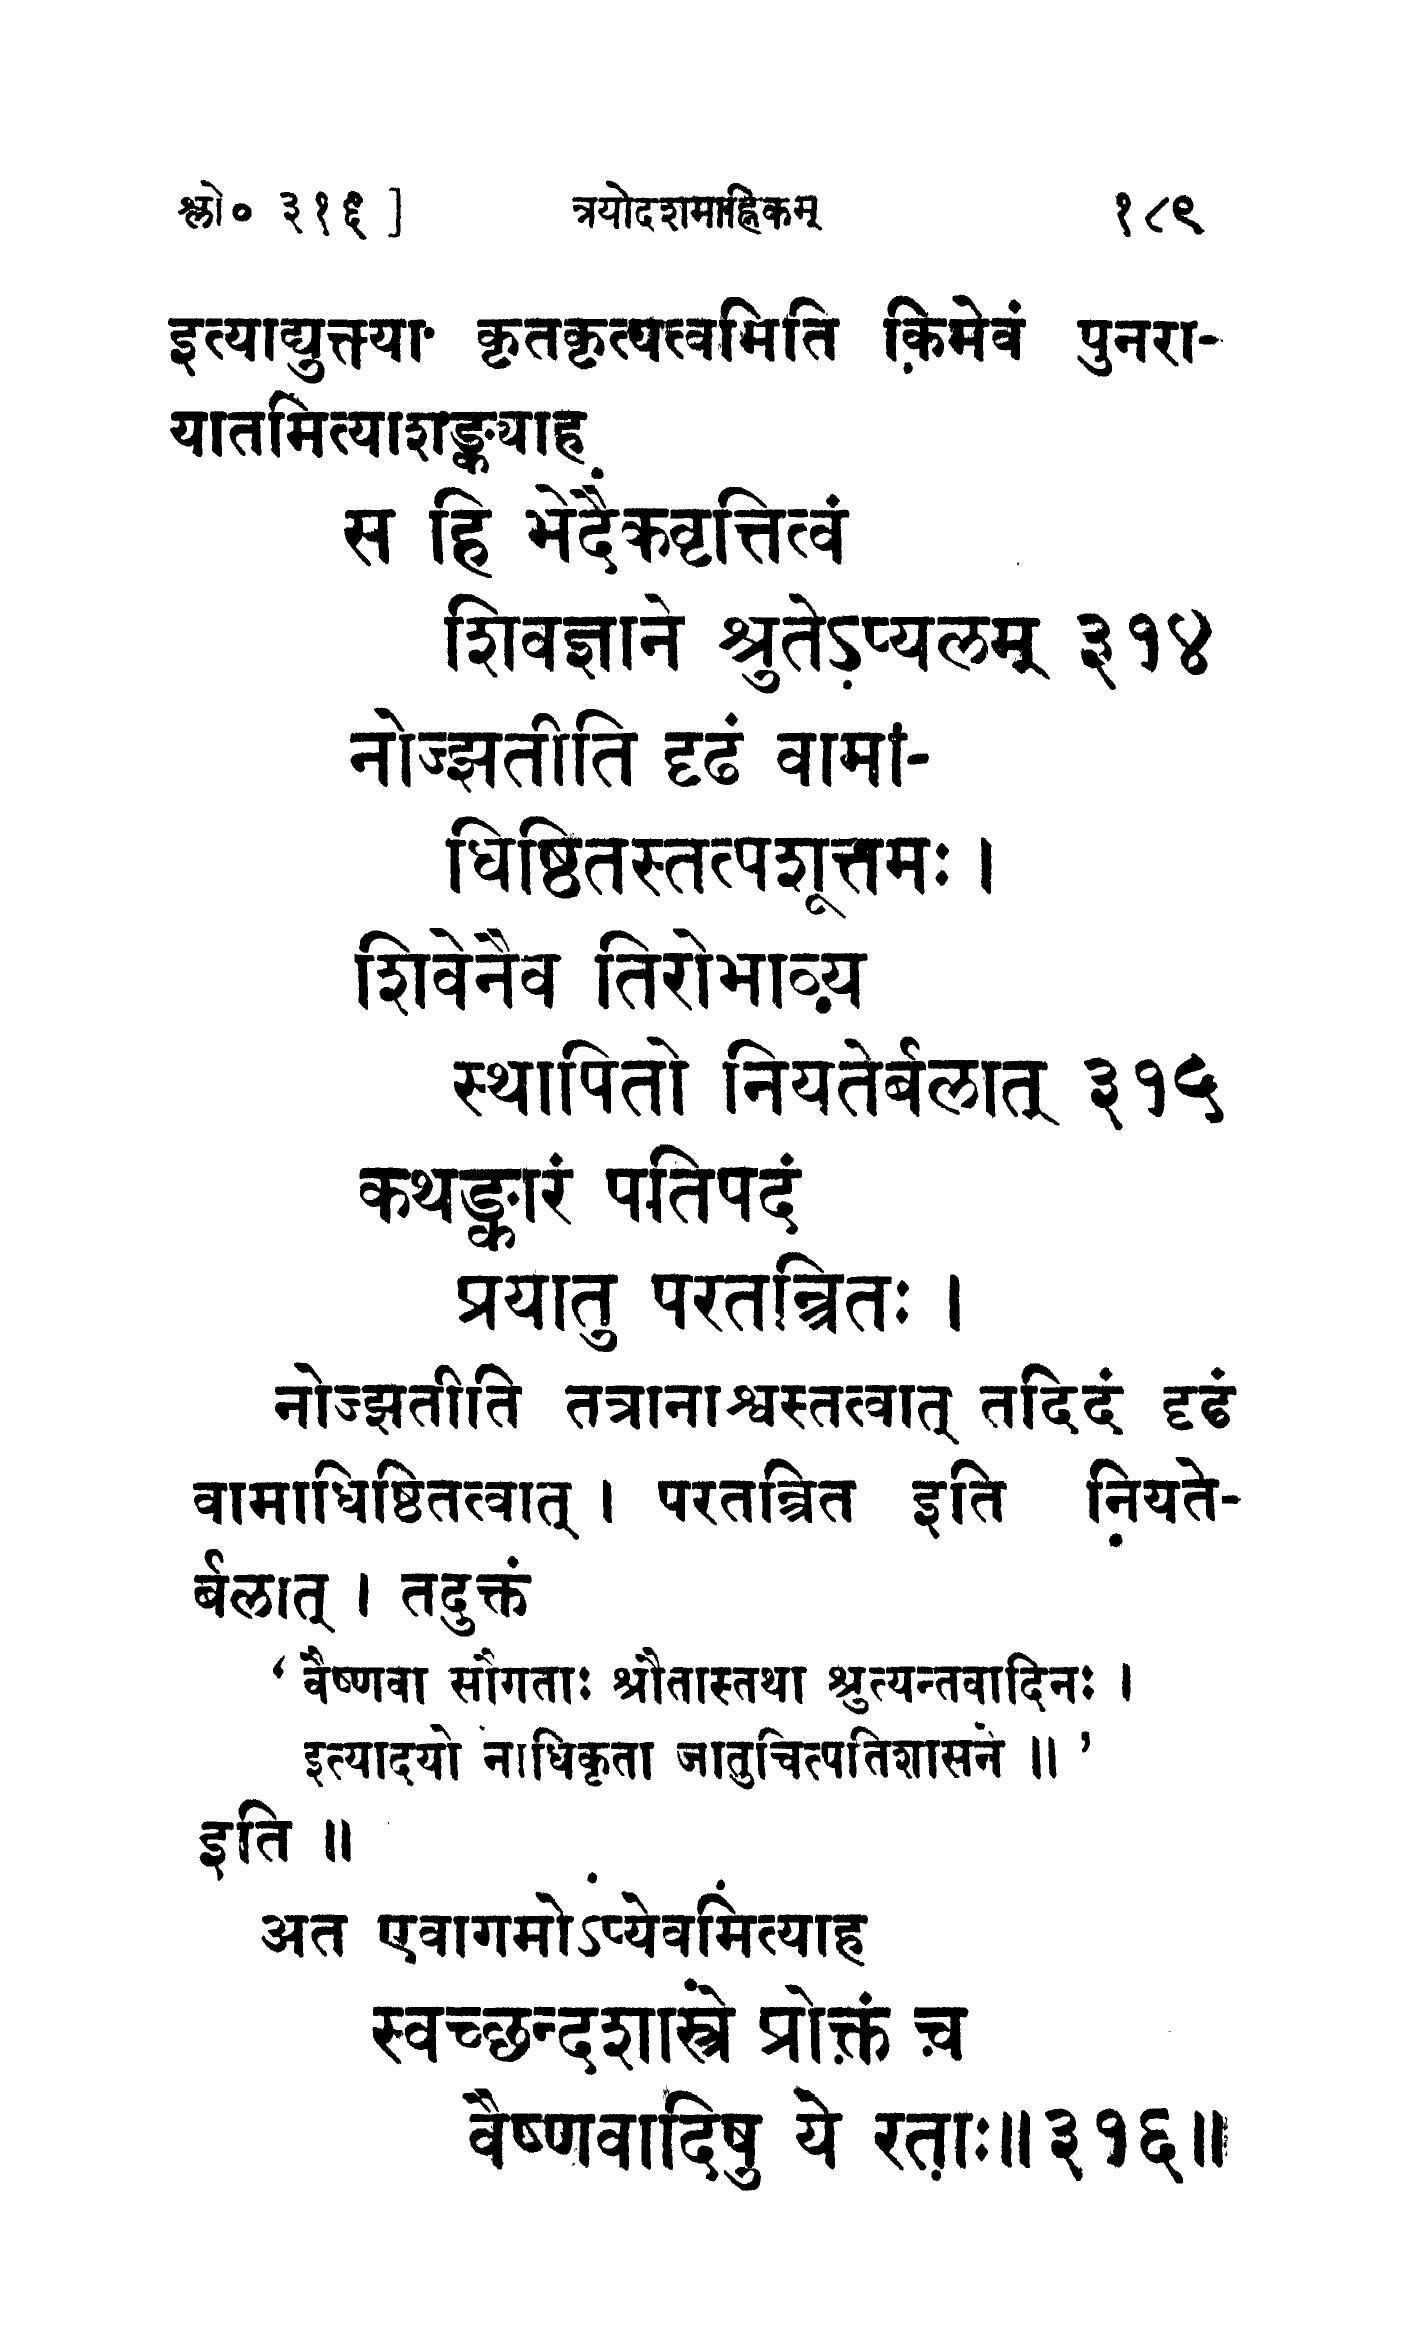 श्लो० ३१६ ] त्रयोदशमाह्निकम् १८९
इत्याद्युक्त्या कृतकृत्यत्वमिति किमेवं पुनरा-
यातमित्याशङ्क्याह
स हि भेदैकवृत्तित्वं
शिवज्ञाने श्रुतेऽप्यलम् ३१४
नोज्झतीति दृढं वामा-
धिष्ठितस्तत्पशूत्तमः ।
शिवेनैव तिरोभाव्य
स्थापितो नियतेर्बलात् ३१५
कथङ्कारं पतिपदं
प्रयातु परतन्त्रितः ।
नोज्झतीति तत्रानाश्वस्तत्वात् तदिदं दृढं
वामाधिष्ठितत्वात् । परतन्त्रित इति नियते-
र्बलात् । तदुक्तं
‘ वैष्णवा सौगताः श्रौतास्तथा श्रुत्यन्तवादिनः ।
इत्यादयो नाधिकृता जातुचित्पतिशासने ॥ ’
इति ॥
अत एवागमोऽप्येवमित्याह
स्वच्छन्दशास्त्रे प्रोक्तं च
वैष्णवादिषु ये रताः॥३१६॥